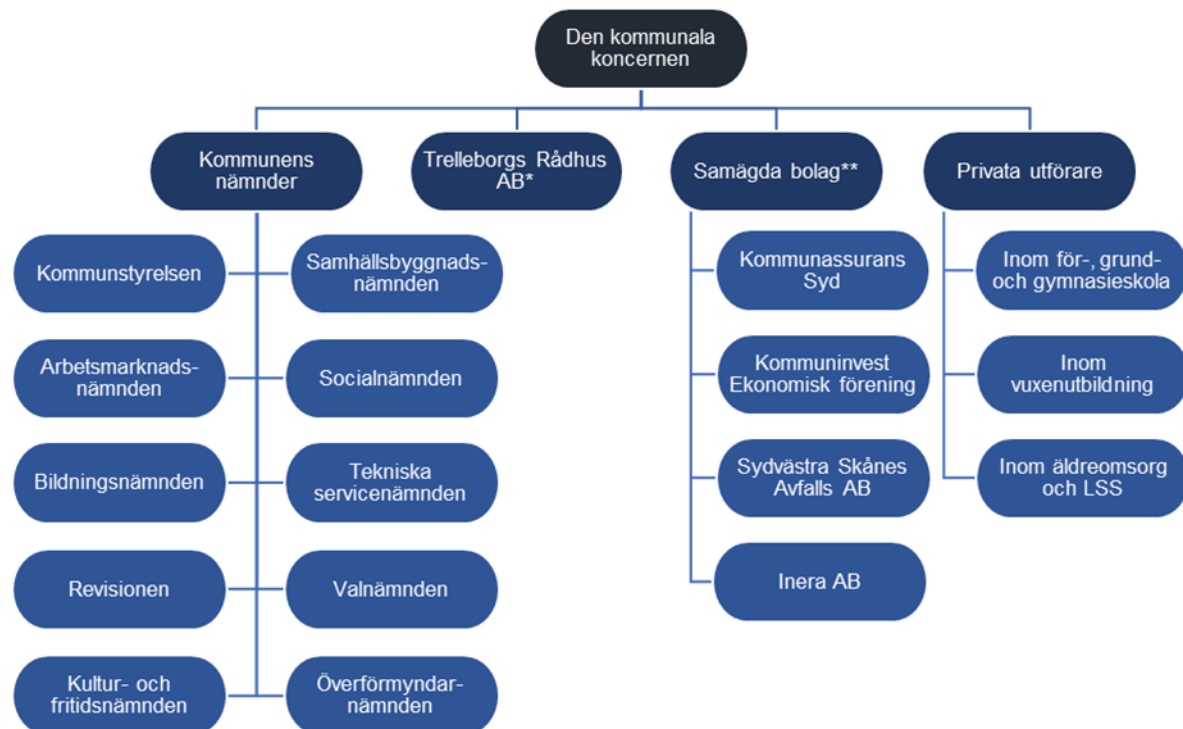 Den kommunala
koncernen
Kommunens
nämnder
Trelleborgs Rådhus
AB*
Samägda bolag**
Privata utförare
Kommunstyrelsen
Samhällsbyggnads-
nämnden
Arbetsmarknads-
nämnden
Socialnämnden
Bildningsnämnden
Tekniska
servicenämnden
Revisionen
Valnämnden
Kultur- och
fritidsnämnden
Överförmyndar-
nämnden
Kommunassurans
Syd
Kommuninvest
Ekonomisk förening
Sydvästra Skånes
Avfalls AB
Inera AB
Inom för-, grund-
och gymnasieskola
Inom
vuxenutbildning
Inom äldreomsorg
och LSS